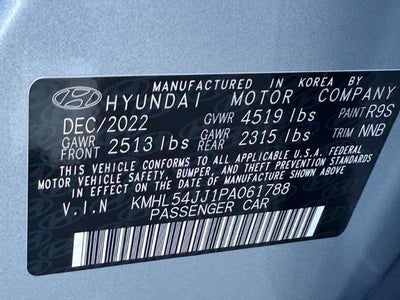 MANUFACTURED IN KOREA BY
HYUNDAI MOTOR COMPANY
DEC/2022 GVWR 4519 lbs PAINT R9S
GAWR FRONT 2513 lbs GAWR REAR 2315 lbs TRIM NNB
THIS VEHICLE CONFORMS TO ALL APPLICABLE U.S.A. FEDERAL
MOTOR VEHICLE SAFETY, BUMPER, AND THEFT PREVENTION STANDARDS
IN EFFECT ON THE DATE OF MANUFACTURE SHOWN ABOVE.
V.I.N KMHL54JJ1PA061788
PASSENGER CAR